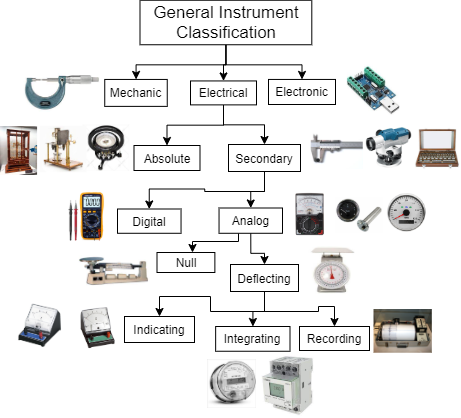 General Instrument
Classification
Mechanic
Electrical
Electronic
Absolute
Secondary
Digital
Analog
Null
Deflecting
Indicating
Integrating
Recording